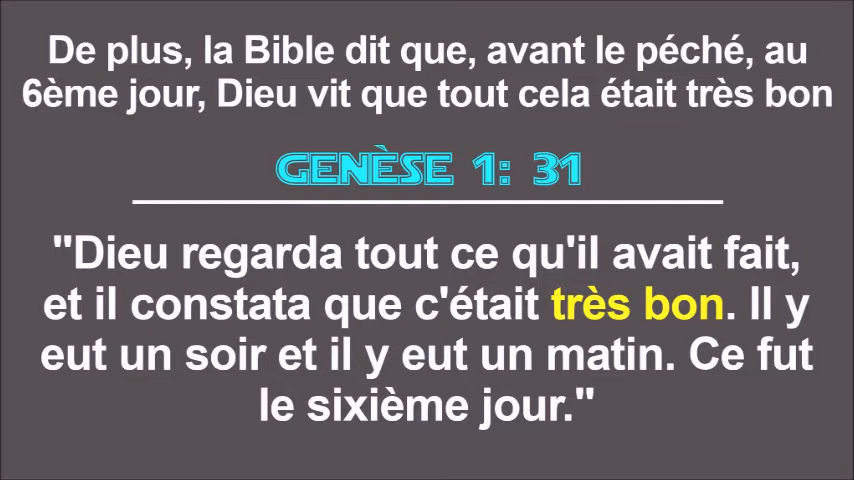 De plus, la Bible dit que, avant le péché, au
6ème jour, Dieu vit que tout cela était très bon
GENÈSE 1: 31
"Dieu regarda tout ce qu'il avait fait,
et il constata que c'était très bon. Il y
eut un soir et il y eut un matin. Ce fut
le sixième jour."